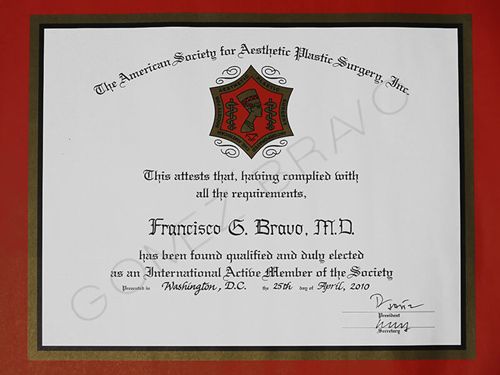 The American Society for Aesthetic Plastic Surgery, Inc.
This attests that, having complied with
all the requirements,
Francisco G. Bravo, M.D.
has been found qualified and duly elected
as an International Active Member of the Society
Presented in Washington, D.C. the 25th day of April, 2010
President
Secretary
GOMEZ BRAVO